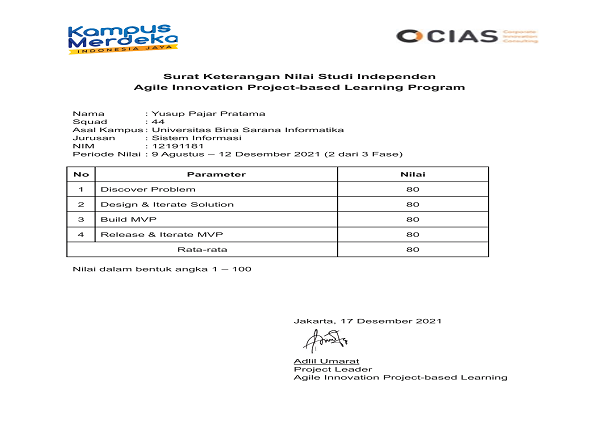 Kampus
Merdeka
INDONESIA JAYA
OCIAS Corporate
Innovation
Consulting
Surat Keterangan Nilai Studi Independen
Agile Innovation Project-based Learning Program
Nama : Yusup Pajar Pratama
Squad : 44
Asal Kampus : Universitas Bina Sarana Informatika
Jurusan : Sistem Informasi
NIM : 12191181
Periode Nilai : 9 Agustus – 12 Desember 2021 (2 dari 3 Fase)
No Parameter Nilai
1 Discover Problem 80
2 Design & Iterate Solution 80
3 Build MVP 80
4 Release & Iterate MVP 80
Rata-rata 80
Nilai dalam bentuk angka 1 – 100
Jakarta, 17 Desember 2021
Adlil Umarat
Project Leader
Agile Innovation Project-based Learning